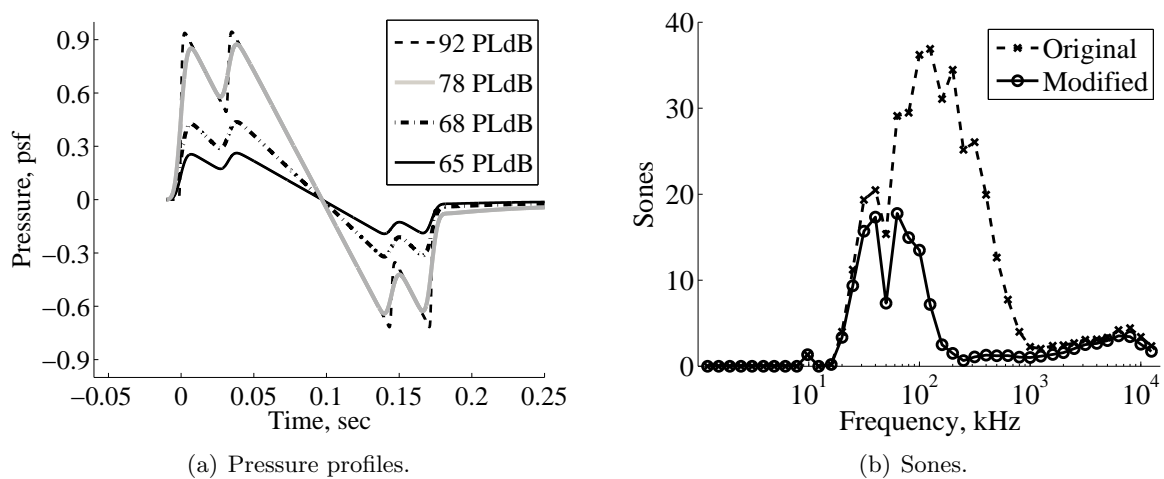 0.9
0.6
0.3
0
−0.3
−0.6
−0.9
Pressure, psf
92 PLdB
78 PLdB
68 PLdB
65 PLdB
−0.05 0 0.05 0.1 0.15 0.2 0.25
Time, sec
(a) Pressure profiles.
40
30
20
10
0
Sones
Original
Modified
10^1 10^2 10^3 10^4
Frequency, kHz
(b) Sones.